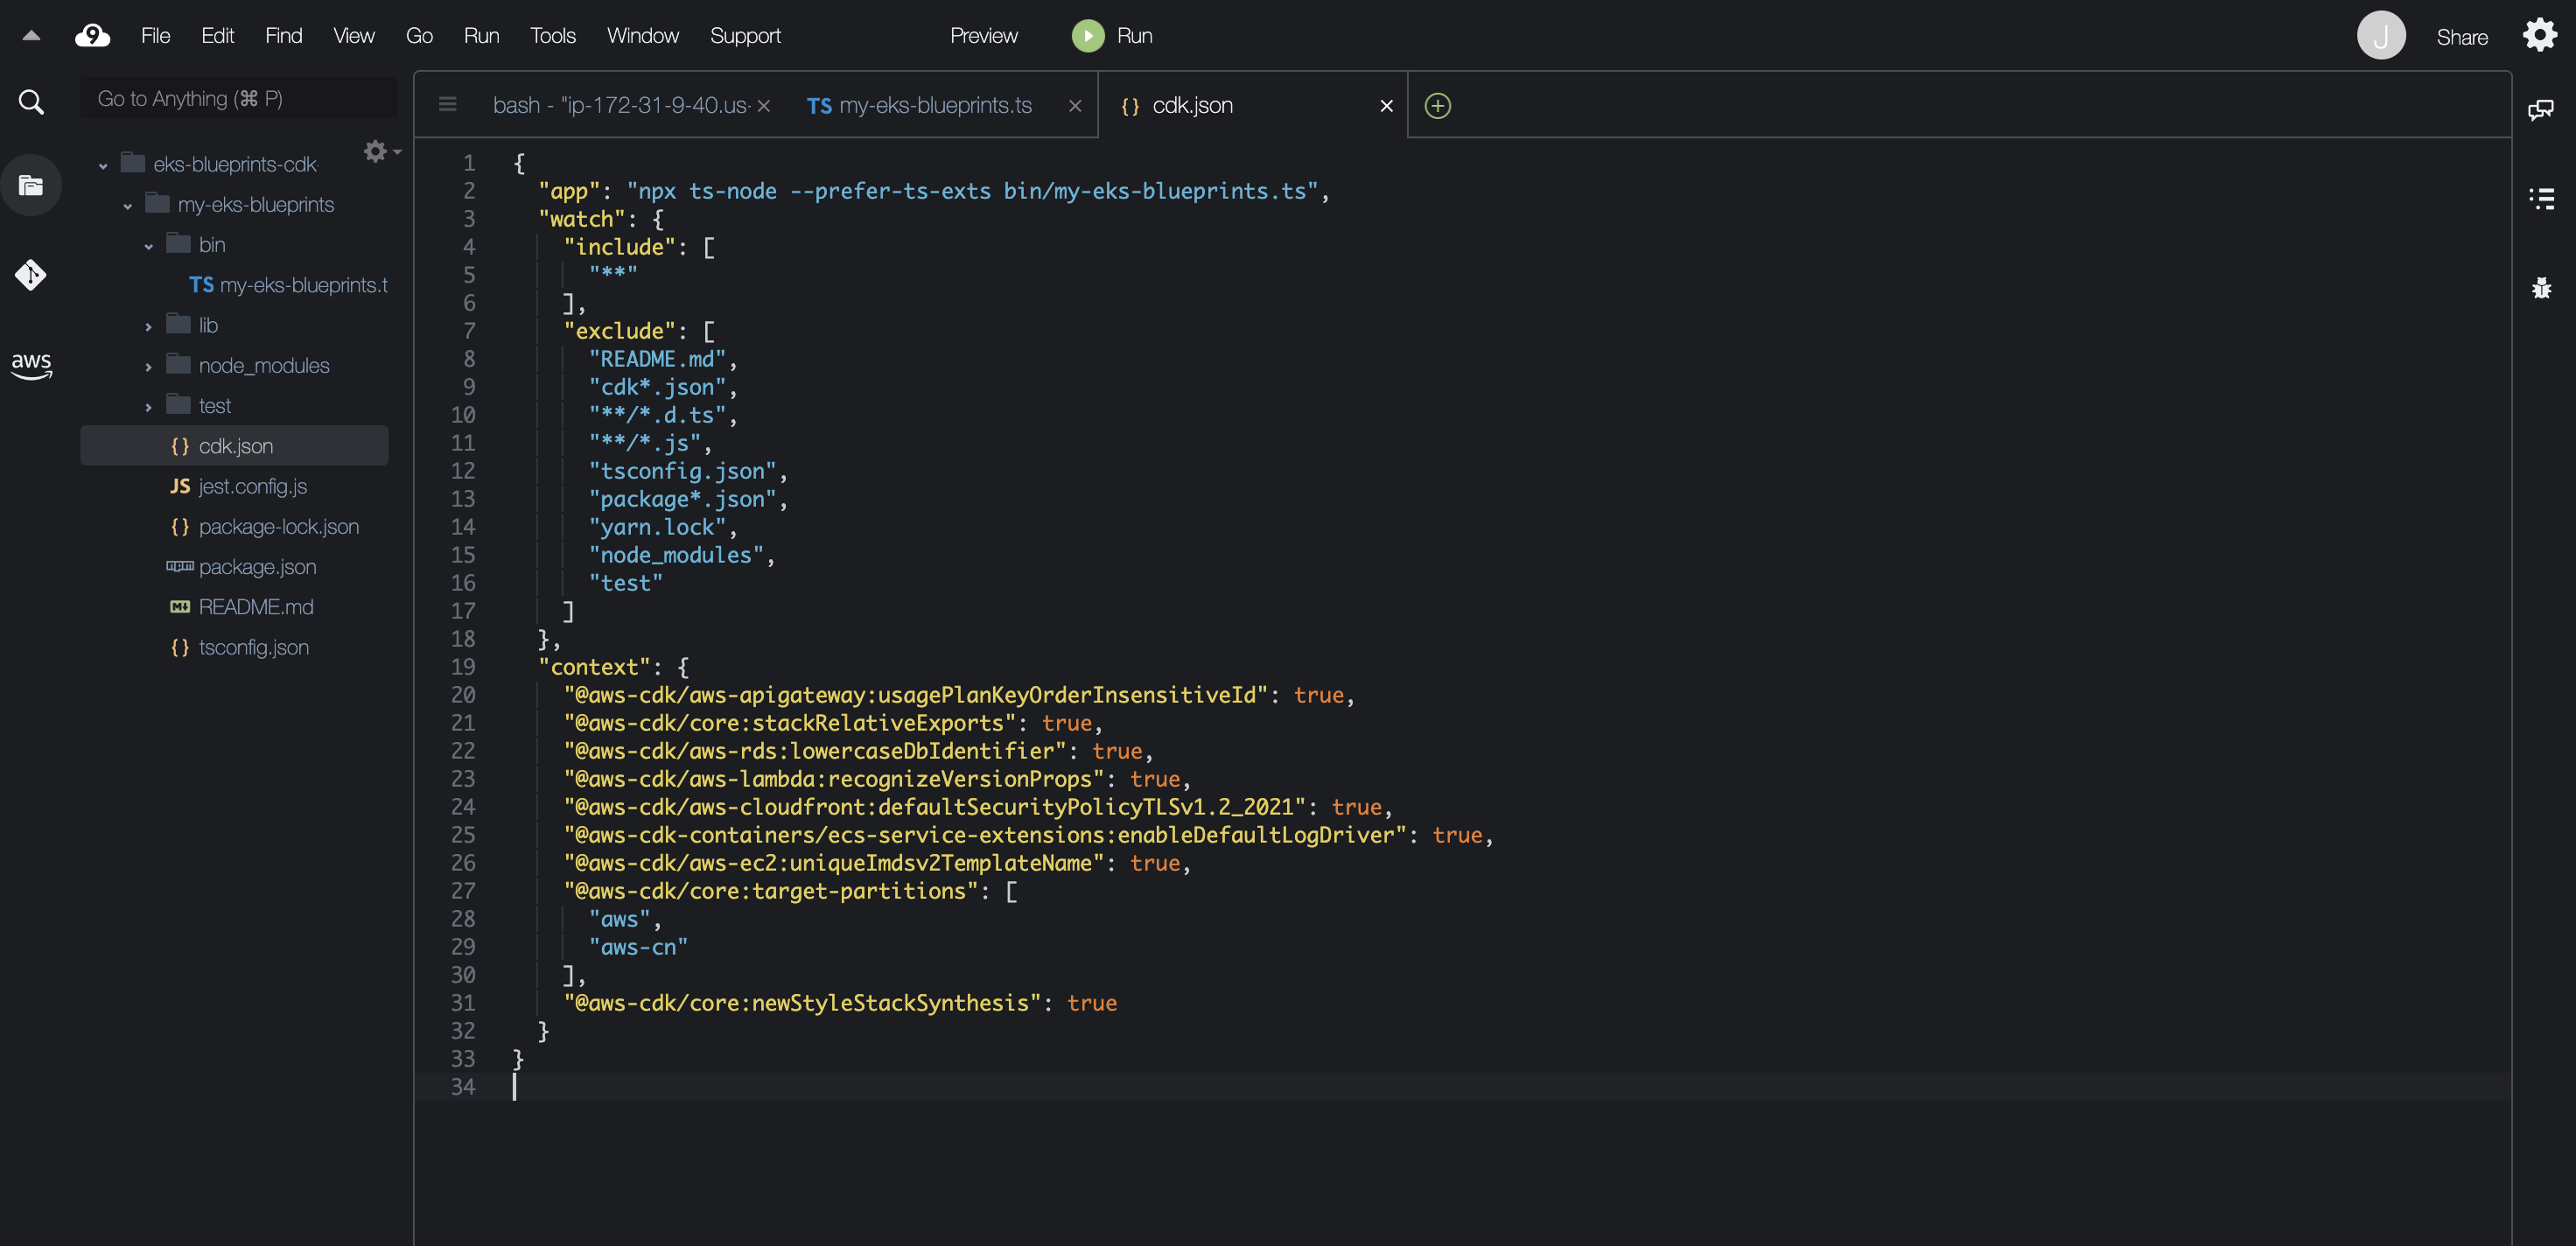 9 File Edit Find View Go Run Tools Window Support Preview Run J Share
Go to Anything (⌘ P)
eks-blueprints-cdk
my-eks-blueprints
bin
TS my-eks-blueprints.t
lib
node_modules
test
{} cdk.json
JS jest.config.js
{} package-lock.json
npm package.json
M↓ README.md
{} tsconfig.json
aws
bash - "ip-172-31-9-40.us- TS my-eks-blueprints.ts {} cdk.json
1 {
2 "app": "npx ts-node --prefer-ts-exts bin/my-eks-blueprints.ts",
3 "watch": {
4 "include": [
5 "**"
6 ],
7 "exclude": [
8 "README.md",
9 "cdk*.json",
10 "**/*.d.ts",
11 "**/*.js",
12 "tsconfig.json",
13 "package*.json",
14 "yarn.lock",
15 "node_modules",
16 "test"
17 ]
18 },
19 "context": {
20 "@aws-cdk/aws-apigateway:usagePlanKeyOrderInsensitiveId": true,
21 "@aws-cdk/core:stackRelativeExports": true,
22 "@aws-cdk/aws-rds:lowercaseDbIdentifier": true,
23 "@aws-cdk/aws-lambda:recognizeVersionProps": true,
24 "@aws-cdk/aws-cloudfront:defaultSecurityPolicyTLSv1.2_2021": true,
25 "@aws-cdk-containers/ecs-service-extensions:enableDefaultLogDriver": true,
26 "@aws-cdk/aws-ec2:uniqueImdsv2TemplateName": true,
27 "@aws-cdk/core:target-partitions": [
28 "aws",
29 "aws-cn"
30 ],
31 "@aws-cdk/core:newStyleStackSynthesis": true
32 }
33 }
34